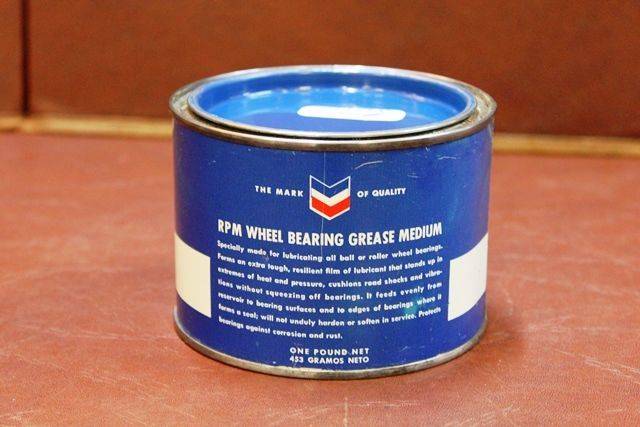 THE MARK OF QUALITY
RPM WHEEL BEARING GREASE MEDIUM
Specially made for lubricating all ball or roller wheel bearings.
Forms an extra tough, resilient film of lubricant that stands up in
extremes of heat and pressure, cushions road shocks and vibra-
tions without squeezing off bearings. It feeds evenly from
reservoir to bearing surfaces and to edges of bearings where it
forms a seal; will not unduly harden or soften in service. Protects
bearings against corrosion and rust.
ONE POUND NET
453 GRAMOS NETO